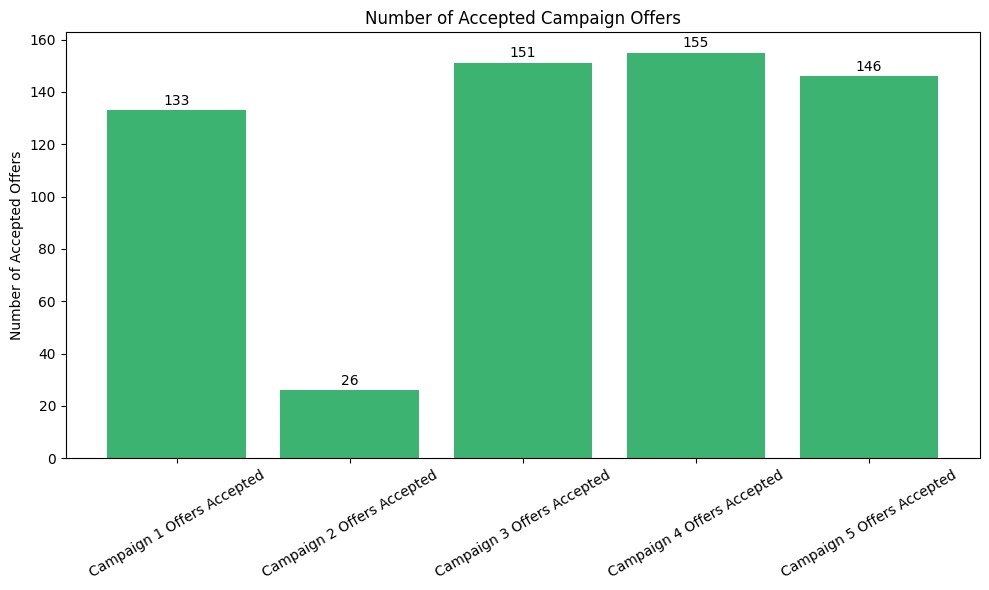 Number of Accepted Campaign Offers
Number of Accepted Offers
160
140
120
100
80
60
40
20
0
133
26
151
155
146
Campaign 1 Offers Accepted
Campaign 2 Offers Accepted
Campaign 3 Offers Accepted
Campaign 4 Offers Accepted
Campaign 5 Offers Accepted